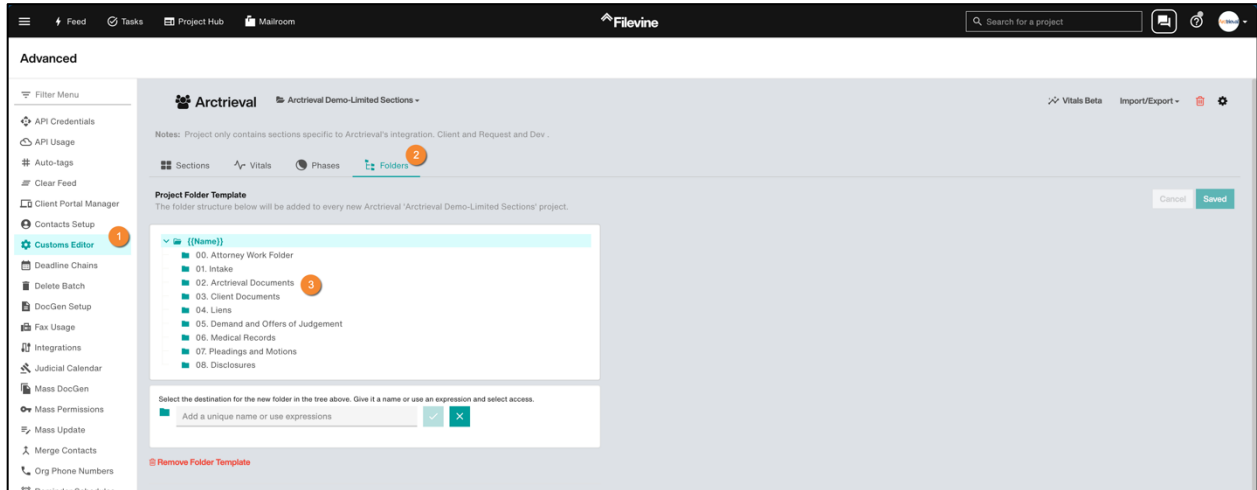 Feed Tasks Project Hub Mailroom Filevine Search for a project
Advanced
Filter Menu
API Credentials
API Usage
Auto-tags
Clear Feed
Client Portal Manager
Contacts Setup
Customs Editor
1
Deadline Chains
Delete Batch
DocGen Setup
Fax Usage
Integrations
Judicial Calendar
Mass DocGen
Mass Permissions
Mass Update
Merge Contacts
Org Phone Numbers
Arctrieval Arctrieval Demo-Limited Sections Vitals Beta Import/Export
Notes: Project only contains sections specific to Arctrieval's integration. Client and Request and Dev .
Sections Vitals Phases Folders
2
Project Folder Template
The folder structure below will be added to every new Arctrieval 'Arctrieval Demo-Limited Sections' project.
Cancel Saved
{{Name}}
00. Attorney Work Folder
01. Intake
02. Arctrieval Documents
3
03. Client Documents
04. Liens
05. Demand and Offers of Judgement
06. Medical Records
07. Pleadings and Motions
08. Disclosures
Select the destination for the new folder in the tree above. Give it a name or use an expression and select access.
Add a unique name or use expressions
Remove Folder Template